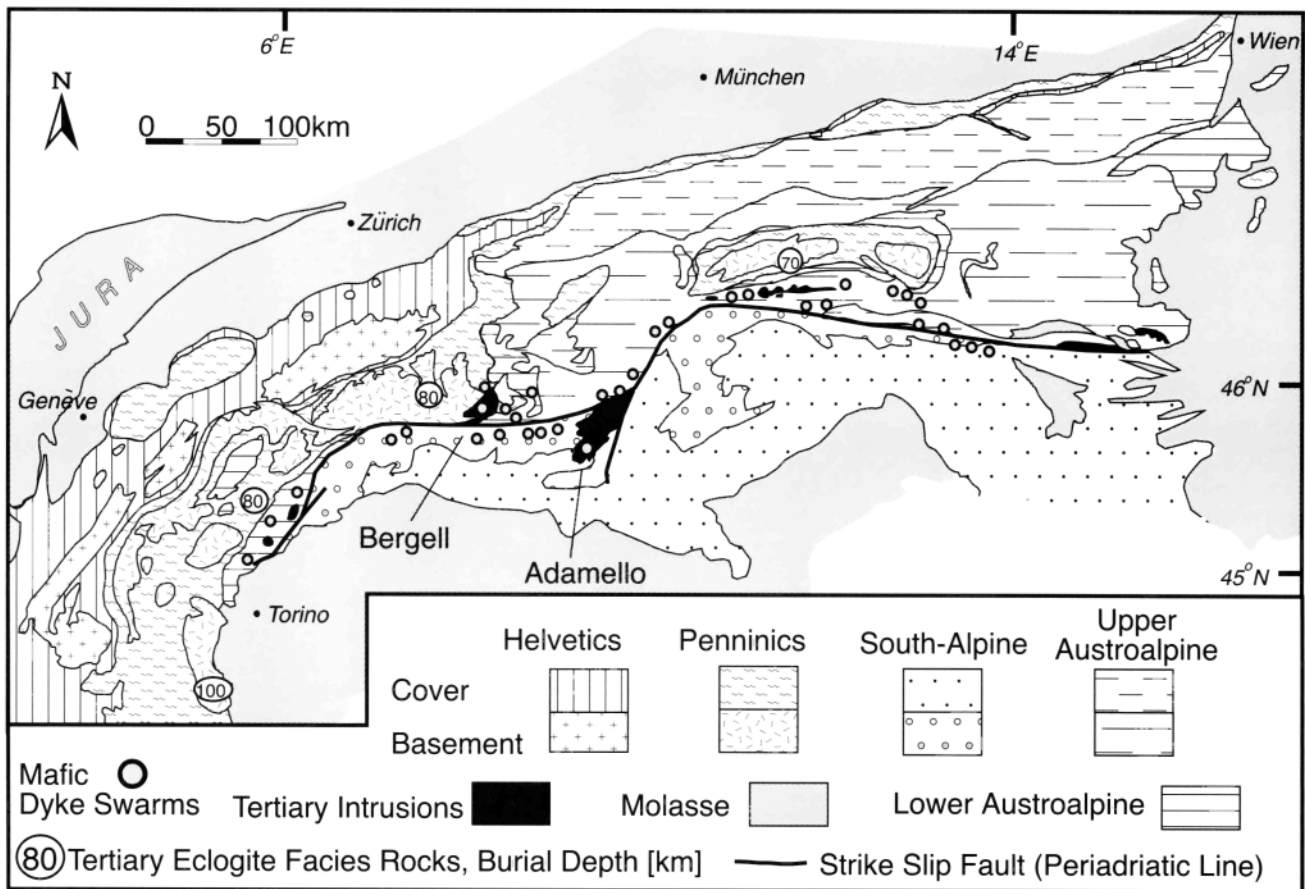 6°E
14°E
Wien
München
N
0 50 100km
Zürich
JURA
70
Genève
80
46°N
80
Bergell
Adamello
45°N
Torino
100
Helvetics Penninics South-Alpine Upper Austroalpine
Cover
Basement
Mafic
Dyke Swarms Tertiary Intrusions Molasse Lower Austroalpine
80 Tertiary Eclogite Facies Rocks, Burial Depth [km] Strike Slip Fault (Periadriatic Line)